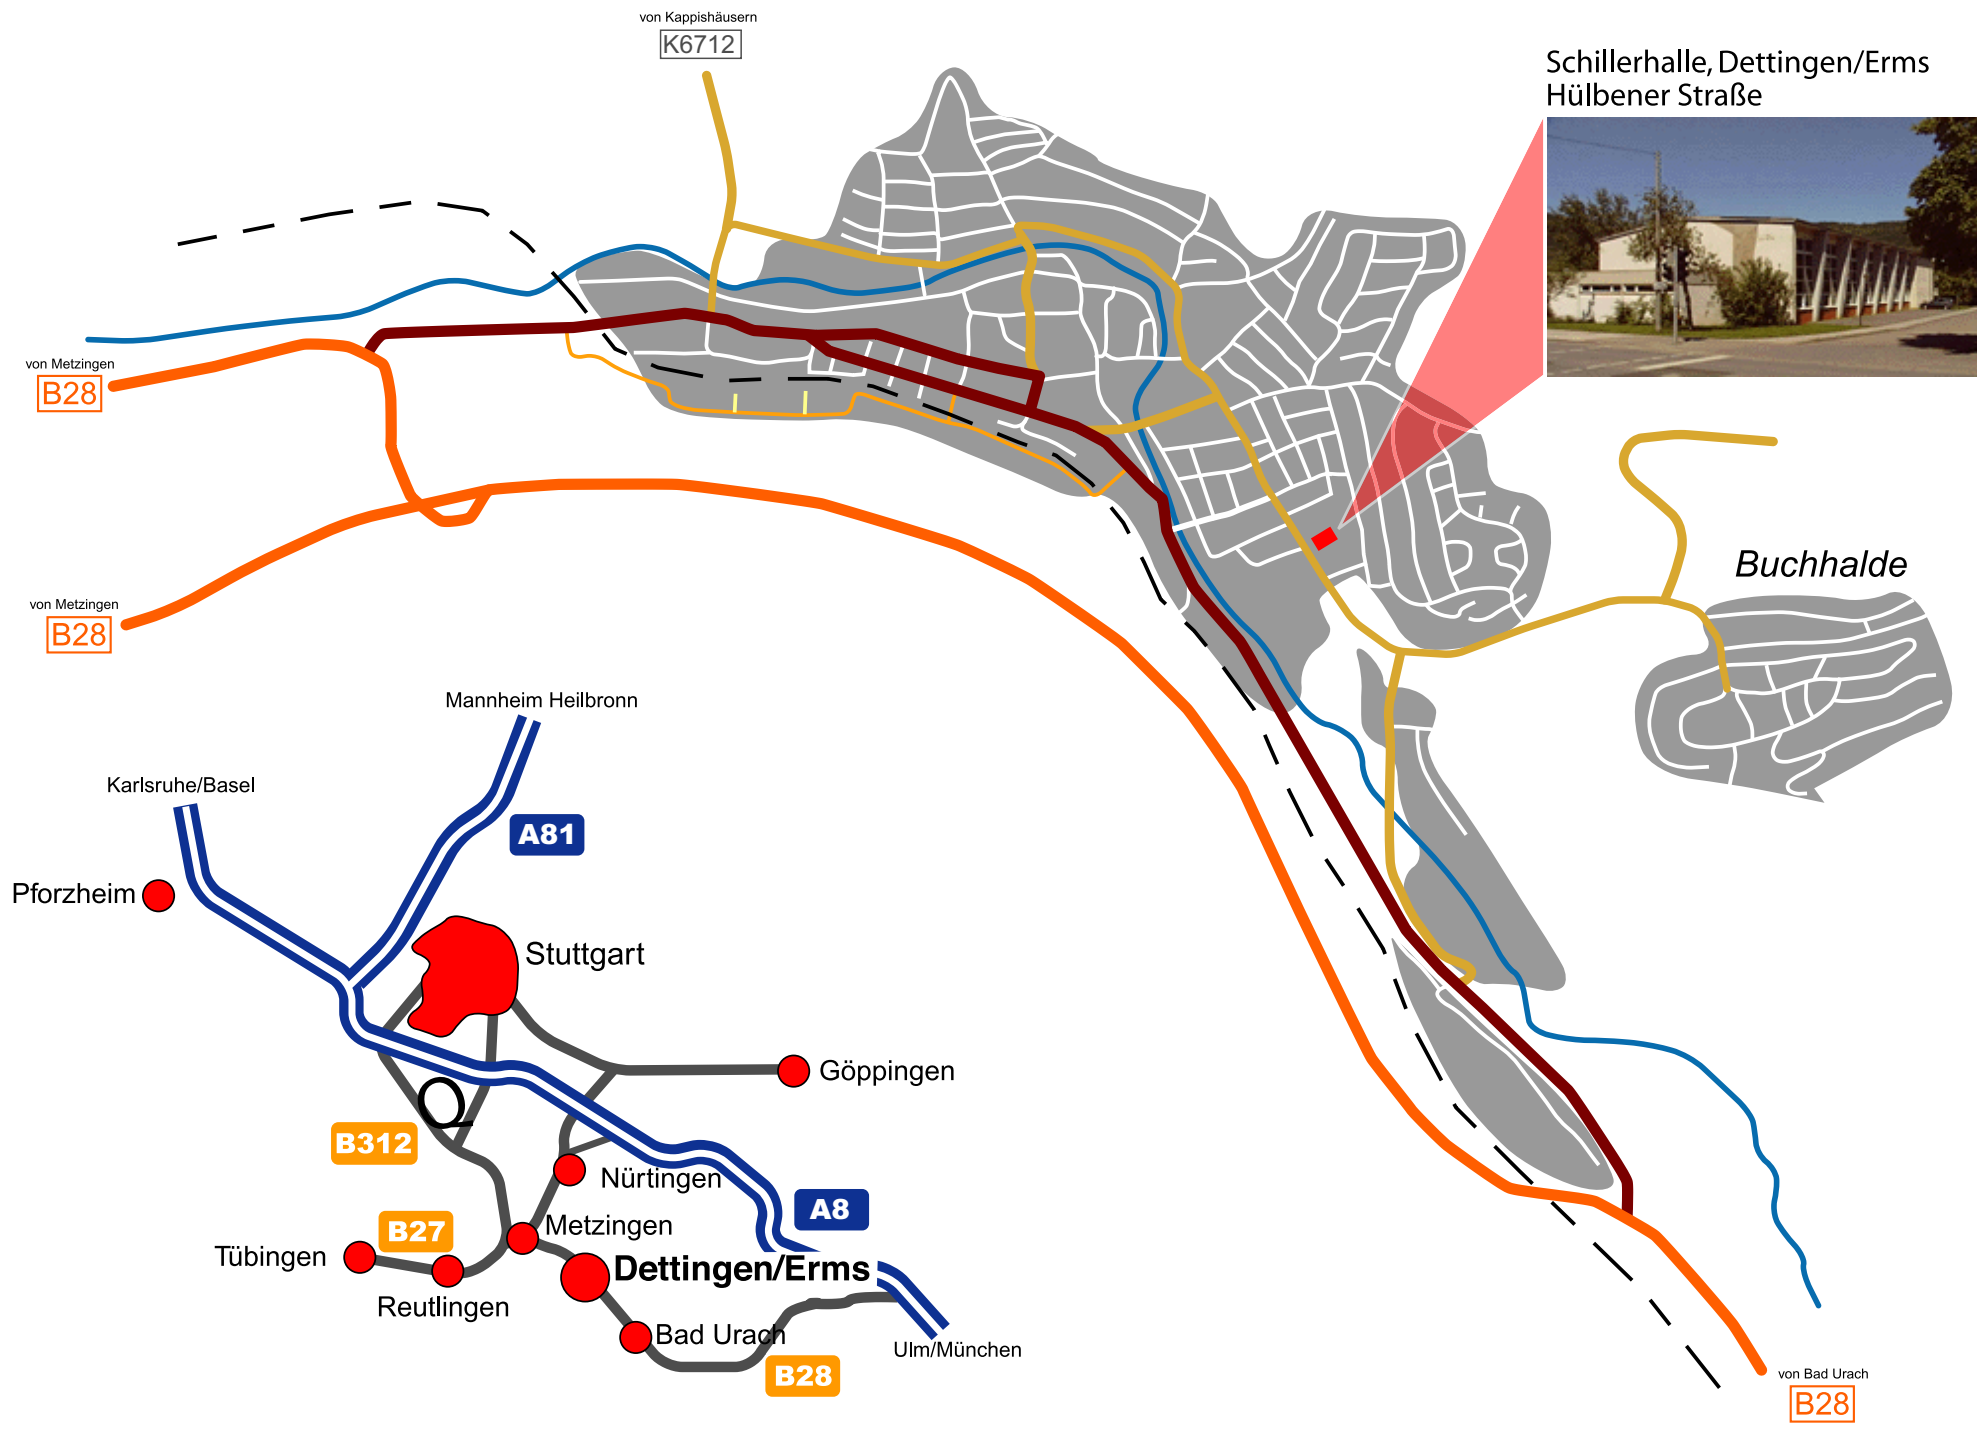 von Kappishäusern
K6712
Schillerhalle, Dettingen/Erms
Hülbener Straße
von Metzingen
B28
Buchhalde
von Metzingen
B28
Mannheim Heilbronn
Karlsruhe/Basel
A81
Pforzheim
Stuttgart
Göppingen
B312
Nürtingen
A8
Metzingen
B27
Tübingen
Dettingen/Erms
Reutlingen
Bad Urach
Ulm/München
B28
von Bad Urach
B28